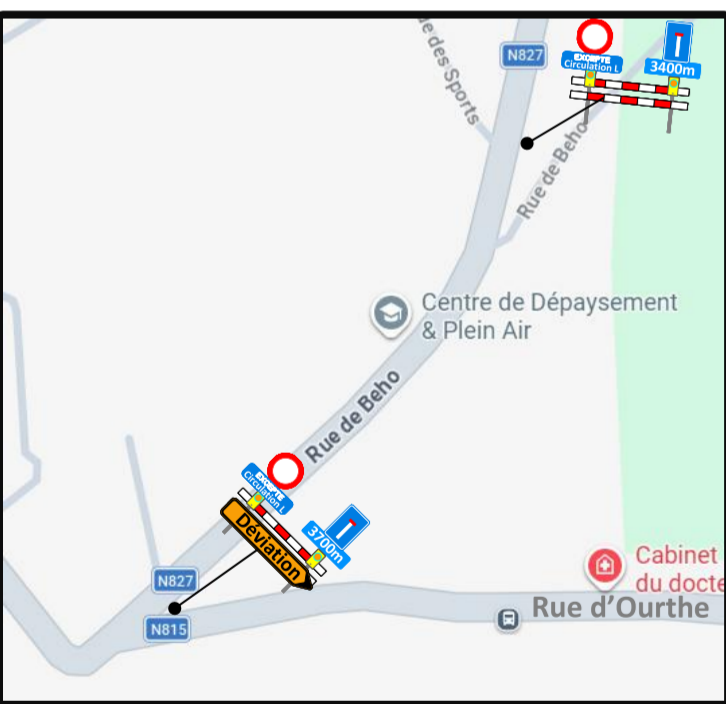 ue des Sports
N827
EXCEPTE
Circulation L
3400m
Rue de Beho
Centre de Dépaysement
& Plein Air
Rue de Beho
EXCEPTE
Circulation L
Déviation
3700m
N827
N815
Cabinet
du docte
Rue d'Ourthe